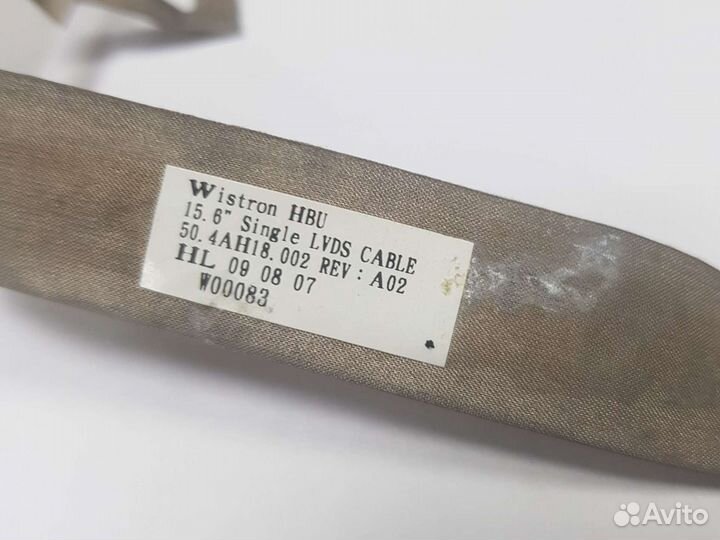 Wistron HBU
15.6" Single LVDS CABLE
50.4AH18.002 REV : A02
HL 09 08 07
W00083
Avito